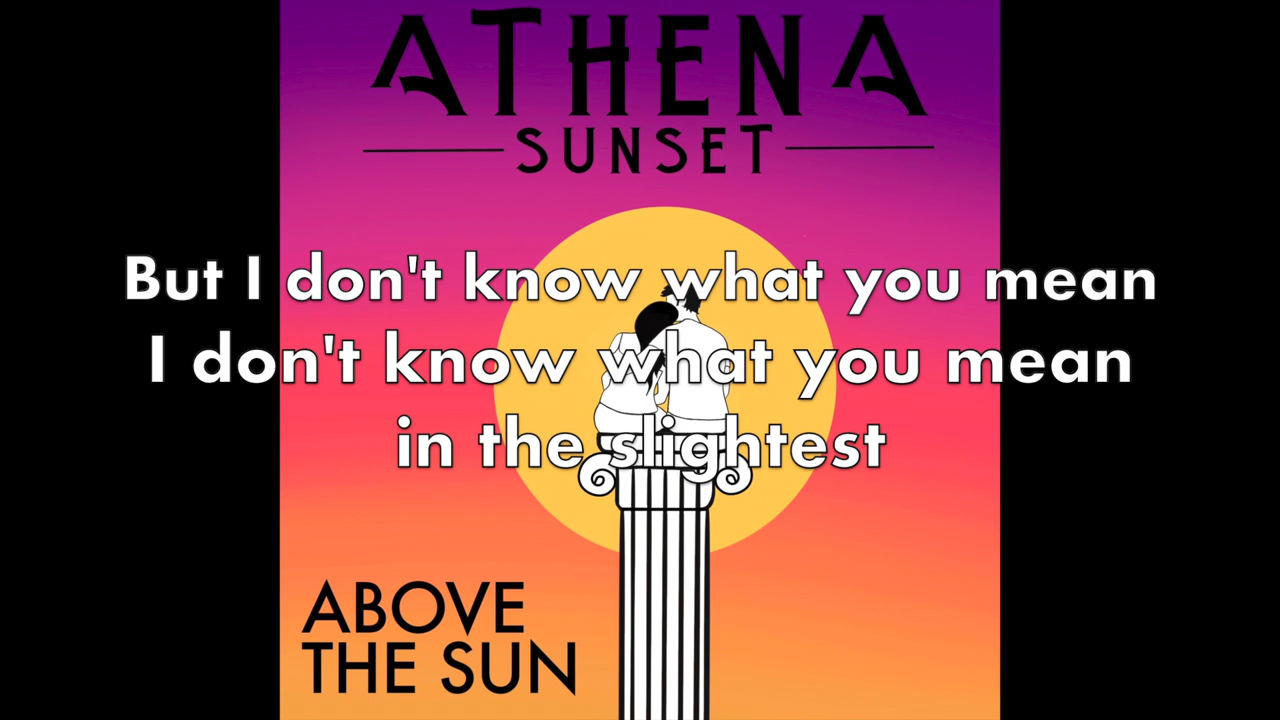 ATHENA
SUNSET
But I don't know what you mean
I don't know what you mean
in the slightest
ABOVE
THE SUN